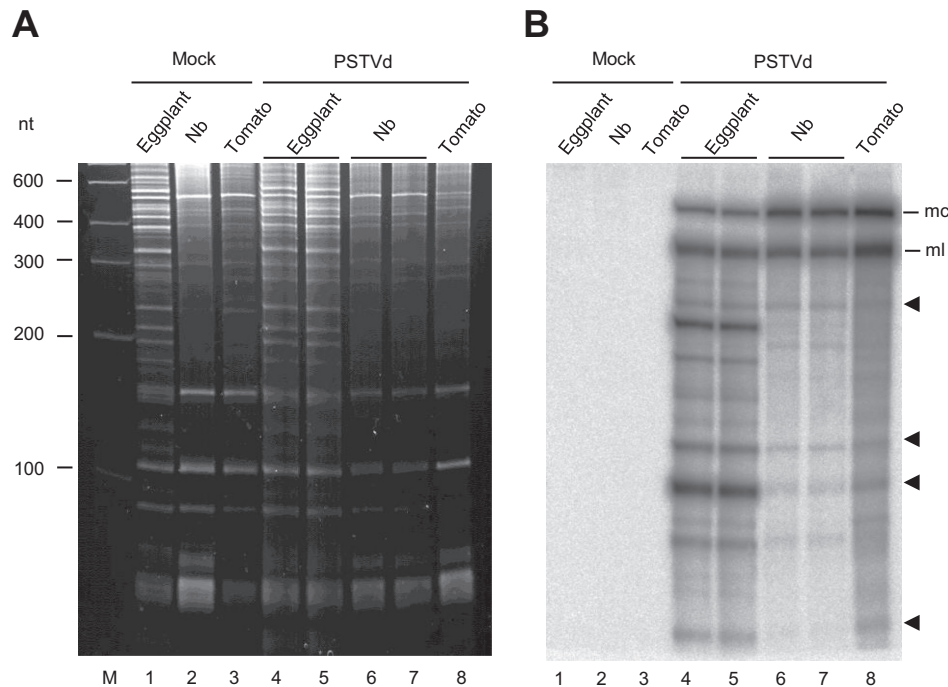 A
Mock
PSTVd
nt
Eggplant
Nb
Tomato
Eggplant
Nb
Tomato
600
400
300
200
100
M 1 2 3 4 5 6 7 8
B
Mock
PSTVd
Eggplant
Nb
Tomato
Eggplant
Nb
Tomato
mc
ml
1 2 3 4 5 6 7 8